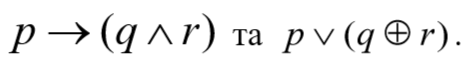 p → (q ∧ r) та p ∨ (q ⊕ r).